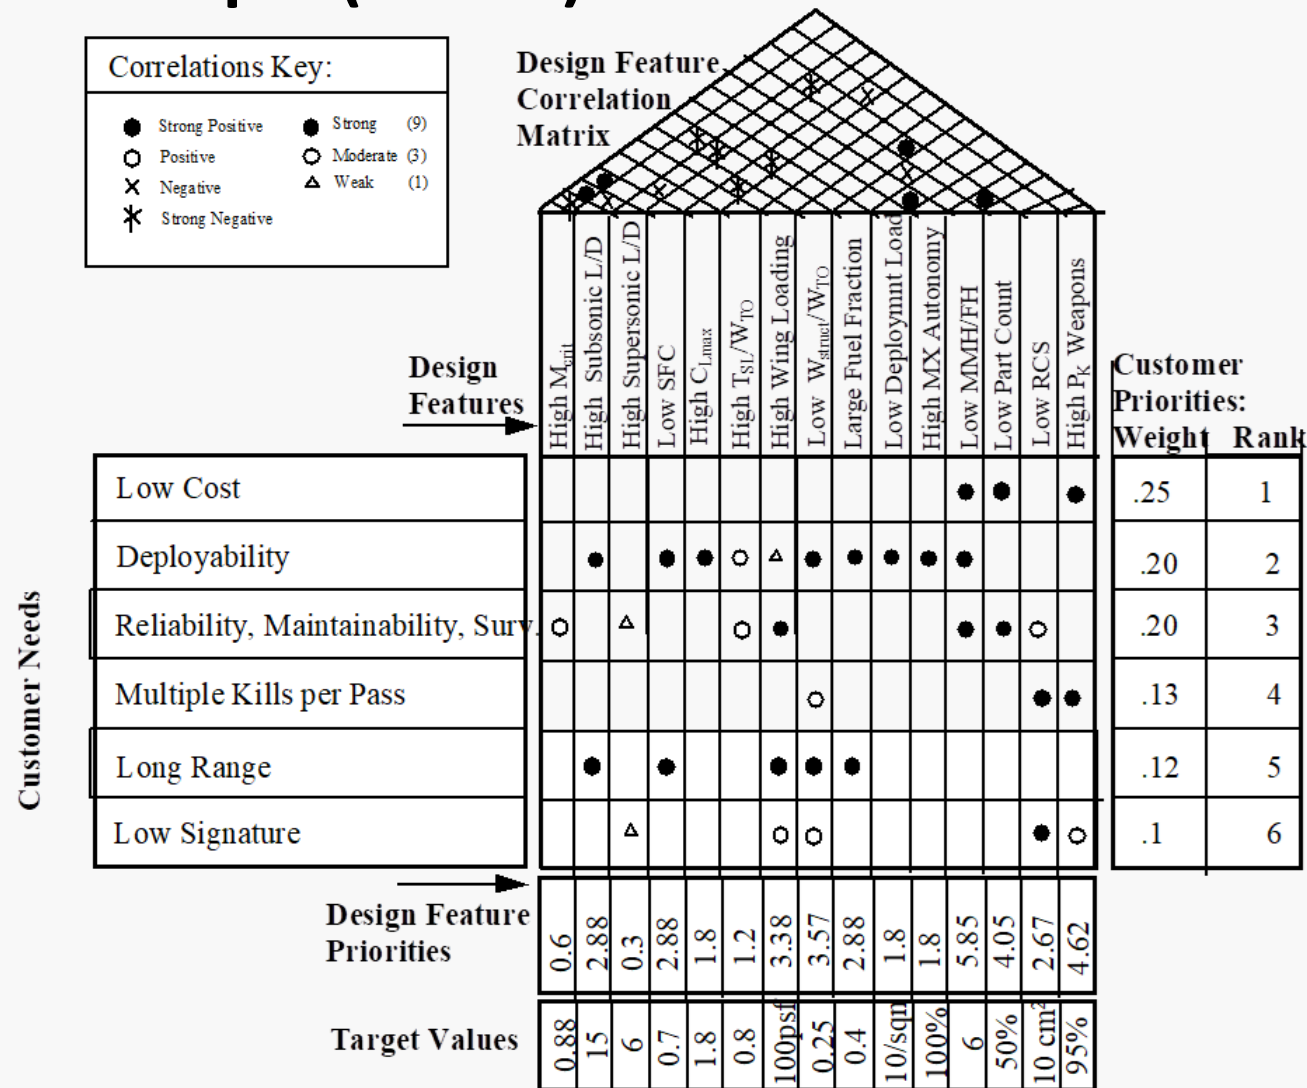 Correlations Key:
Strong Positive
Strong (9)
Positive
Moderate (3)
Negative
Weak (1)
Strong Negative
Design Feature
Correlation
Matrix
Design
Features
High M_crit
High Subsonic L/D
High Supersonic L/D
Low SFC
High C_Lmax
High T_SL/W_TO
High Wing Loading
Low W_struct/W_TO
Large Fuel Fraction
Low Deploymnt Load
High MX Autonomy
Low MMH/FH
Low Part Count
Low RCS
High P_K Weapons
Customer
Priorities:
Weight Rank
Customer Needs
Low Cost .25 1
Deployability .20 2
Reliability, Maintainability, Surv. .20 3
Multiple Kills per Pass .13 4
Long Range .12 5
Low Signature .1 6
Design Feature
Priorities
0.6 2.88 0.3 2.88 1.8 1.2 3.38 3.57 2.88 1.8 1.8 5.85 4.05 2.67 4.62
Target Values
0.88 15 6 0.7 1.8 0.8 100psf 0.25 0.4 10/sqn 100% 6 50% 10 cm² 95%